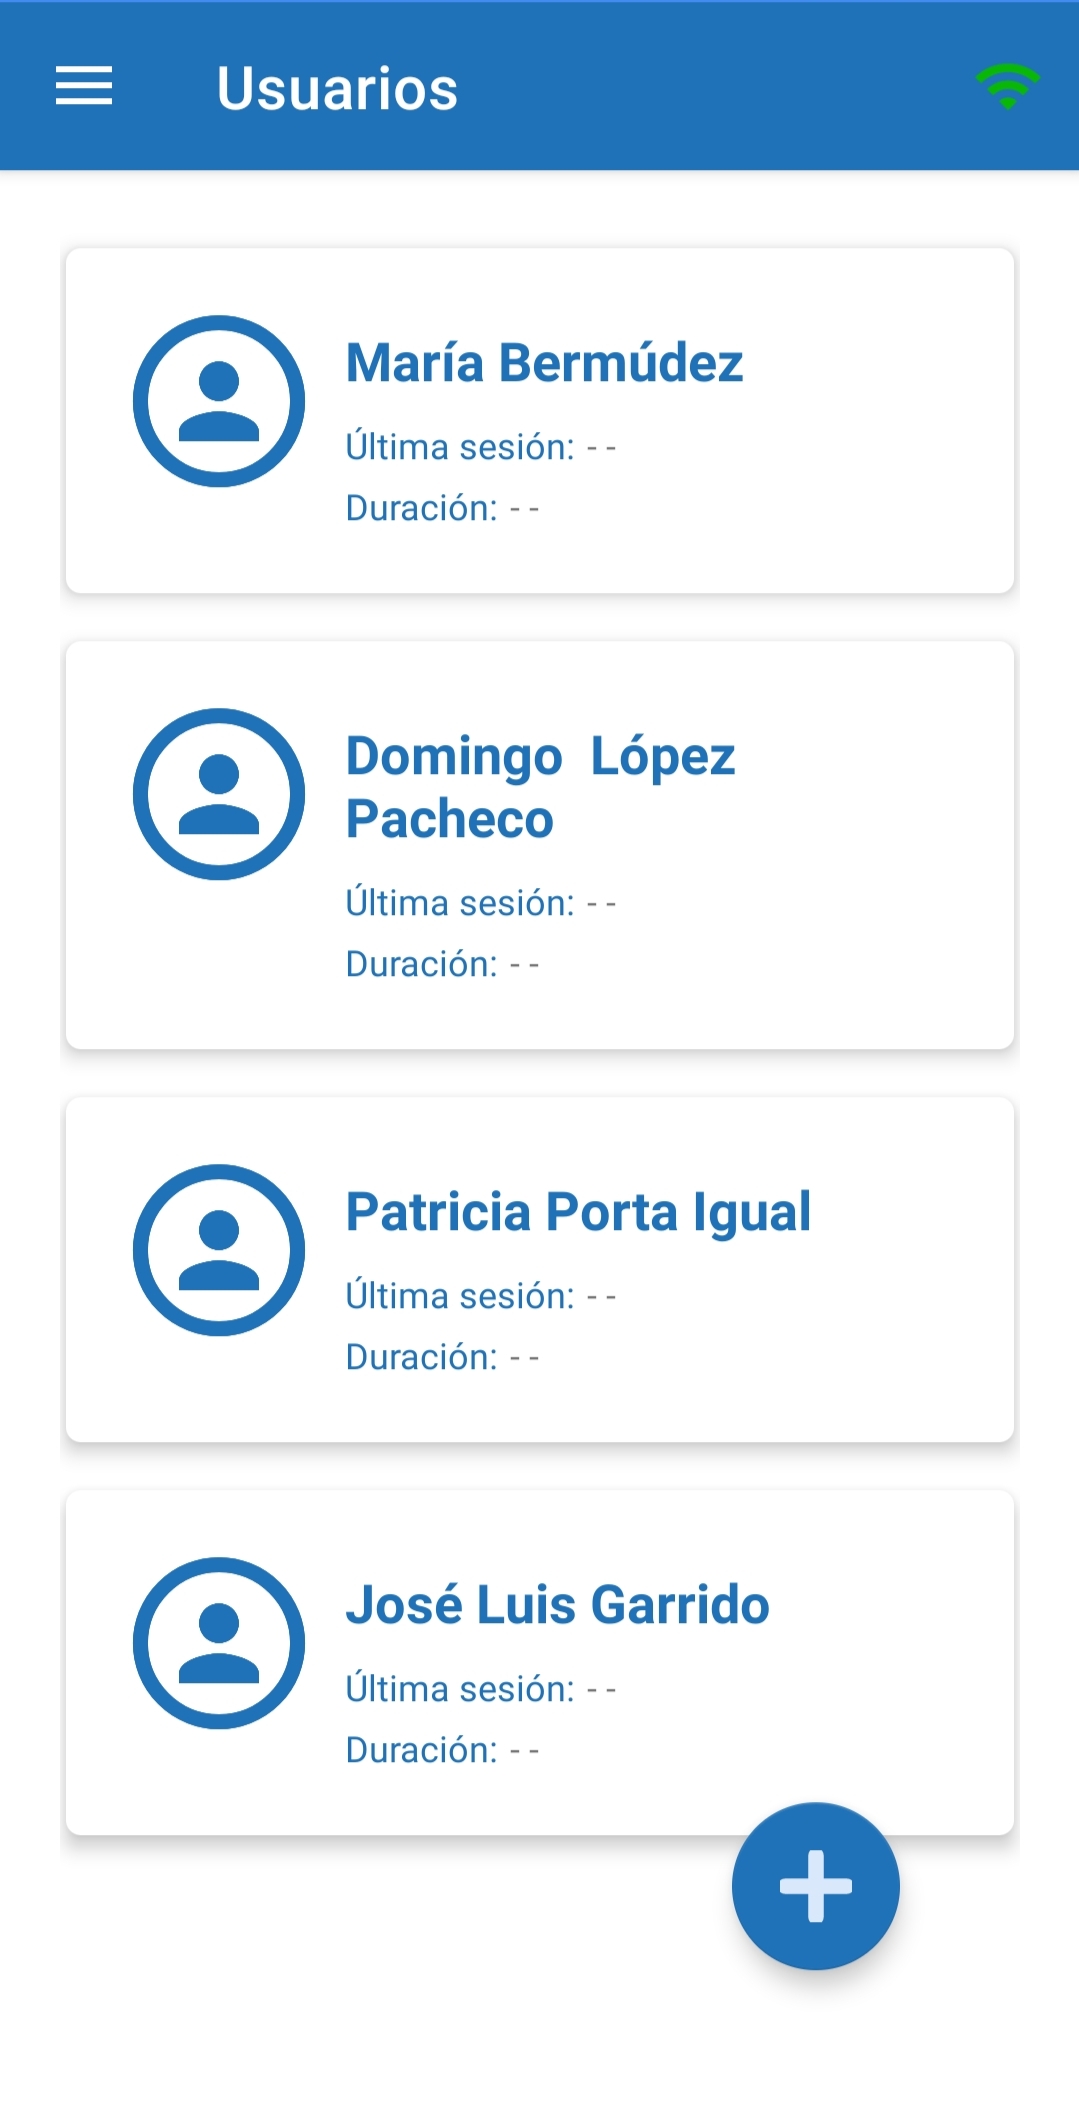 Usuarios
María Bermúdez
Última sesión: - -
Duración: - -
Domingo  López
Pacheco
Última sesión: - -
Duración: - -
Patricia Porta Igual
Última sesión: - -
Duración: - -
José Luis Garrido
Última sesión: - -
Duración: - -